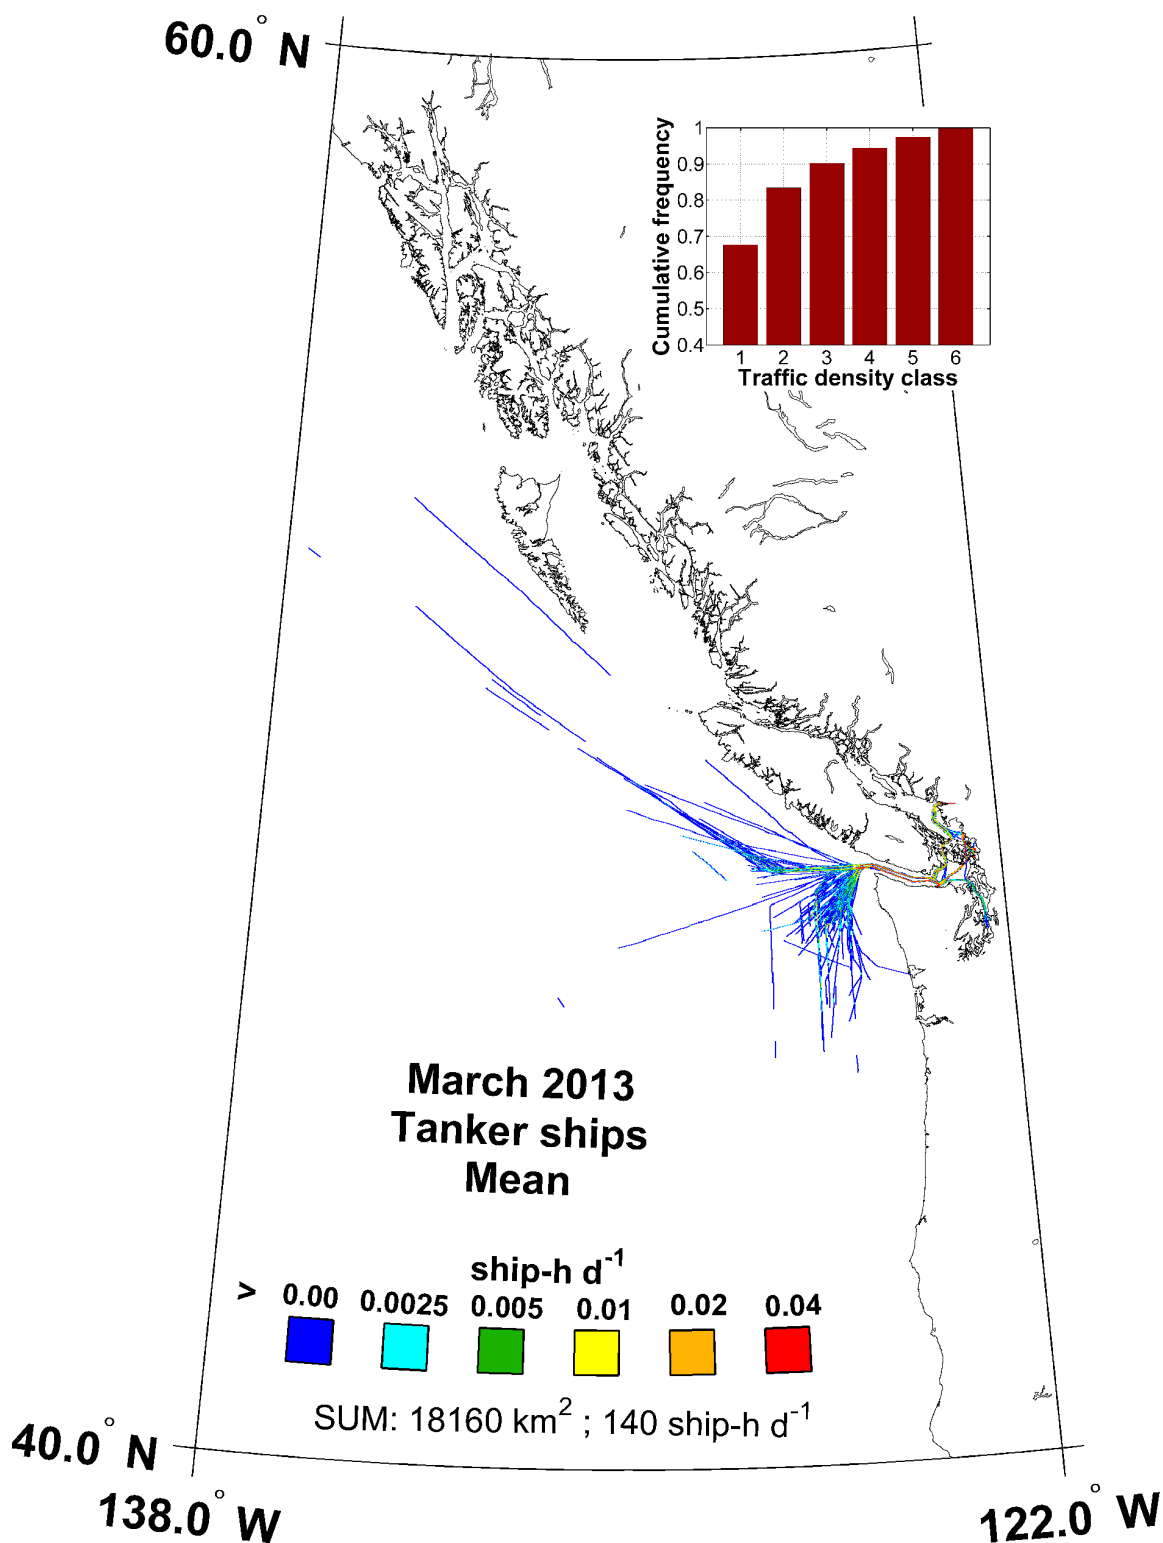 60.0° N
Cumulative frequency
1
0.9
0.8
0.7
0.6
0.5
0.4
1 2 3 4 5 6
Traffic density class
March 2013
Tanker ships
Mean
ship-h d⁻¹
> 0.00 0.0025 0.005 0.01 0.02 0.04
SUM: 18160 km² ; 140 ship-h d⁻¹
40.0° N
138.0° W
122.0° W